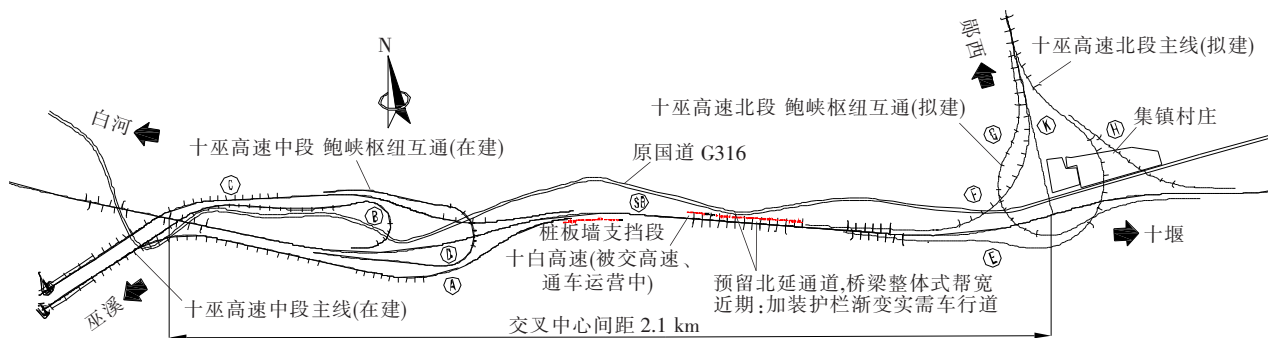 N
郧西
十巫高速北段主线(拟建)
白河
十巫高速中段 鲍峡枢纽互通(在建)
十巫高速北段 鲍峡枢纽互通(拟建)
集镇村庄
原国道 G316
G
K
H
C
B
SB
F
D
A
E
桩板墙支挡段
十白高速(被交高速、
通车运营中)
预留北延通道,桥梁整体式帮宽
近期:加装护栏渐变实需车行道
十堰
巫溪
十巫高速中段主线(在建)
交叉中心间距 2.1 km